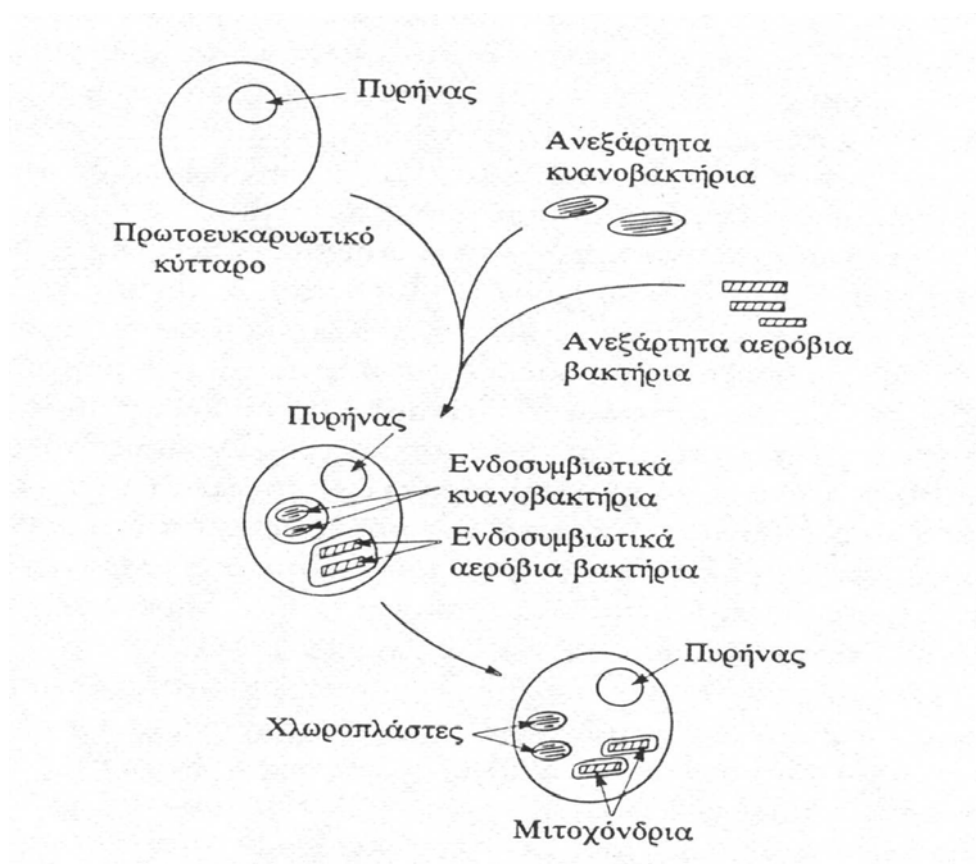 Πυρήνας
Ανεξάρτητα
κυανοβακτήρια
Πρωτοευκαρυωτικό
κύτταρο
Ανεξάρτητα αερόβια
βακτήρια
Πυρήνας
Ενδοσυμβιωτικά
κυανοβακτήρια
Ενδοσυμβιωτικά
αερόβια βακτήρια
Πυρήνας
Χλωροπλάστες
Μιτοχόνδρια